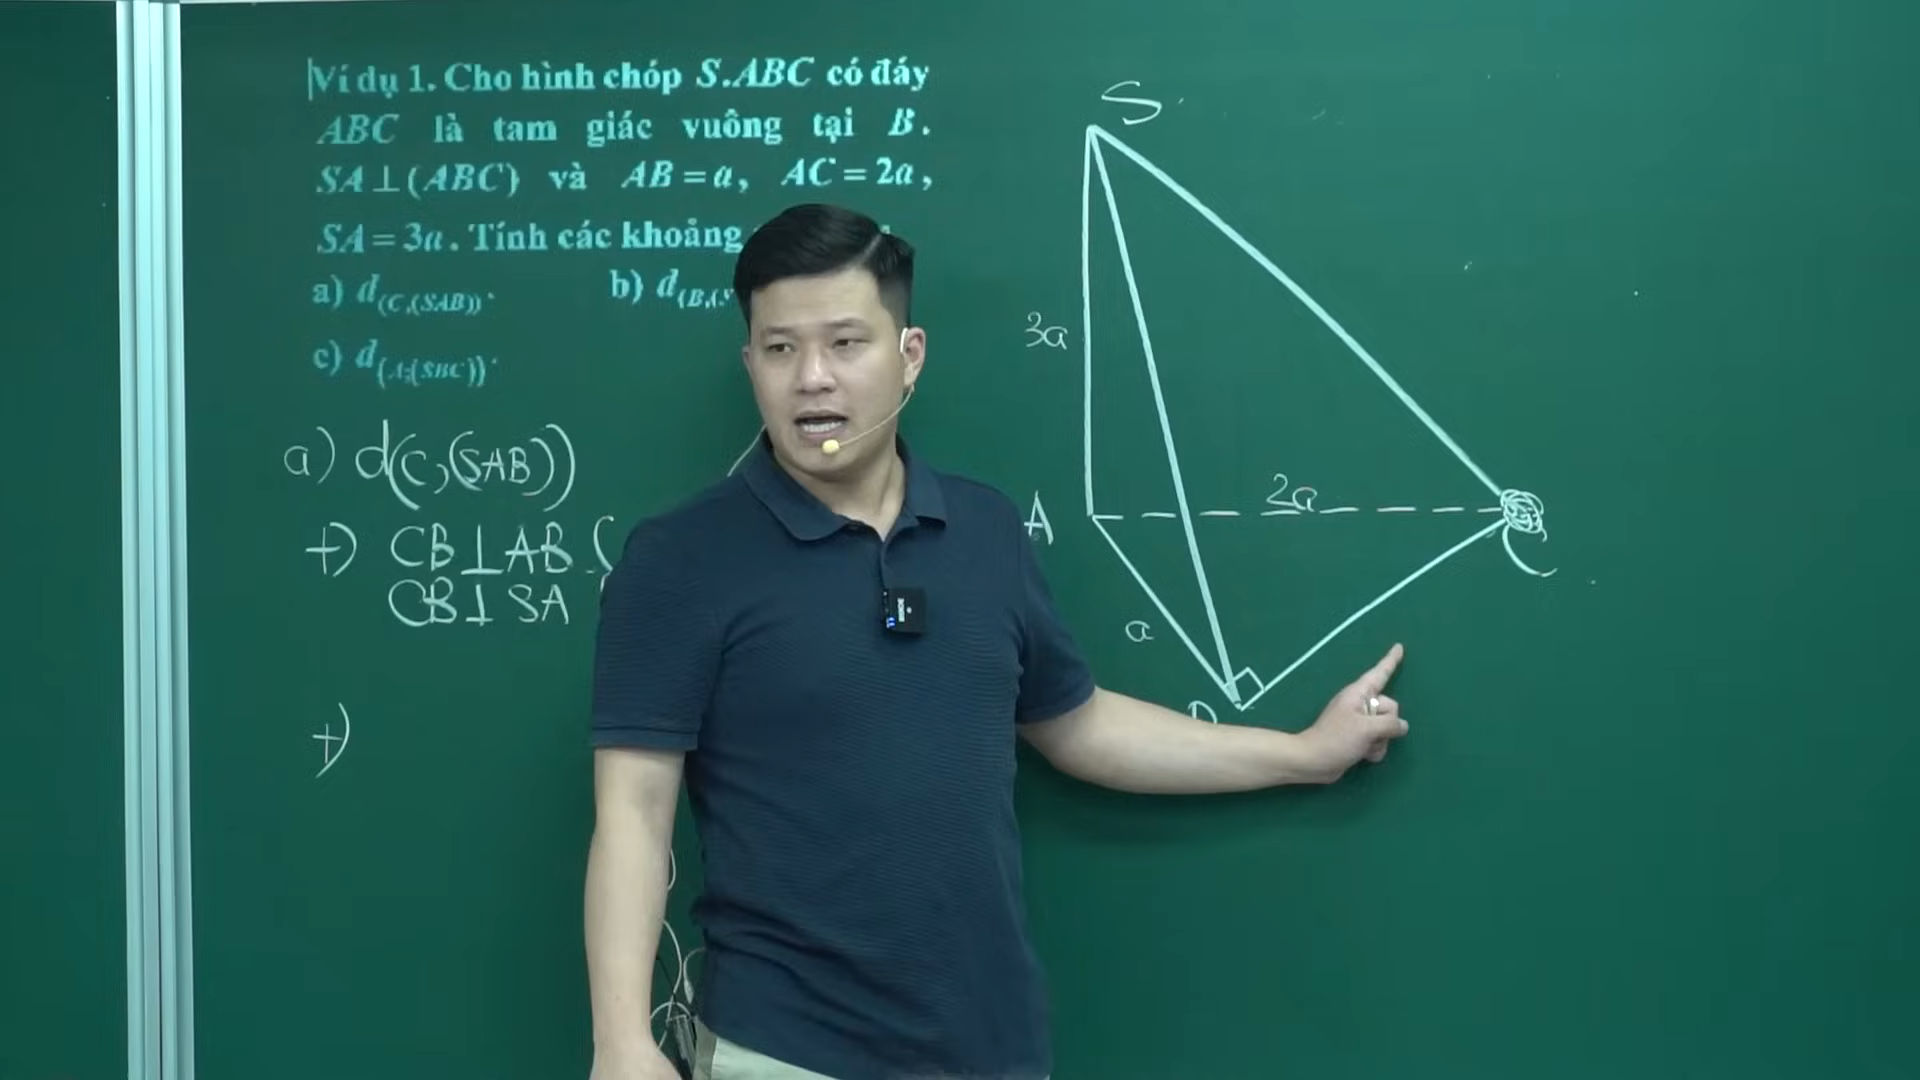 Ví dụ 1. Cho hình chóp S.ABC có đáy
ABC là tam giác vuông tại B.
SA⊥(ABC) và AB=a, AC=2a,
SA=3a. Tính các khoảng
a) d(C,(SAB)). b) d(B,(
c) d(A;(SBC)).
a) d(C,(SAB))
+) CB⊥AB
CB⊥SA
+)
S
3a
2a
A
C
a